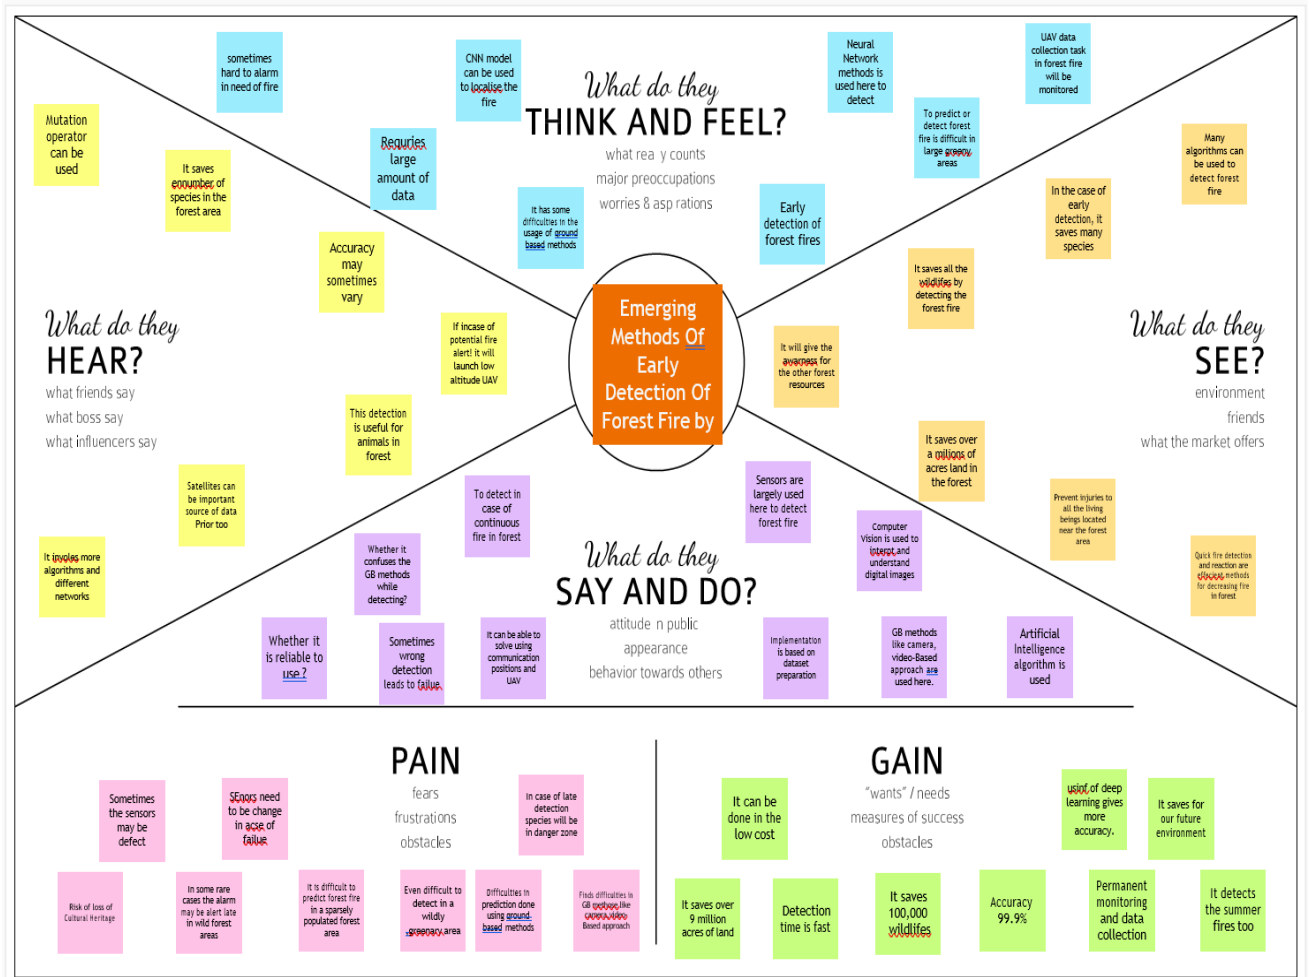 What do they
THINK AND FEEL?
what rea y counts
major preoccupations
worries & asp rations
sometimes
hard to alarm
in need of fire
CNN model
can be used
to localise the
fire
Requries
large
amount of
data
It has some
difficulties in the
usage of ground
based methods
Neural
Network
methods is
used here to
detect
UAV data
collection task
in forest fire
will be
monitored
To predict or
detect forest
fire is difficult in
large greeny
areas
Early
detection of
forest fires
What do they
HEAR?
what friends say
what boss say
what influencers say
Mutation
operator
can be
used
It saves
ennumber of
species in the
forest area
Accuracy
may
sometimes
vary
If incase of
potential fire
alert! it will
launch low
altitude UAV
This detection
is useful for
animals in
forest
Satellites can
be important
source of data
Prior too
It involes more
algorithms and
different
networks
Emerging
Methods Of
Early
Detection Of
Forest Fire by
What do they
SEE?
environment
friends
what the market offers
Many
algorithms can
be used to
detect forest
fire
In the case of
early
detection, it
saves many
species
It saves all the
wildlifes by
detecting the
forest fire
It will give the
awarness for
the other forest
resources
It saves over
a milions of
acres land in
the forest
Prevent injuries to
all the living
beings located
near the forest
area
Quick fire detection
and reaction are
effecient methods
for decreasing fire
in forest
What do they
SAY AND DO?
attitude n public
appearance
behavior towards others
To detect in
case of
continuous
fire in forest
Whether it
confuses the
GB methods
while
detecting?
Whether it
is reliable to
use ?
Sometimes
wrong
detection
leads to failue
It can be able to
solve using
communication
positions and
UAV
Sensors are
largely used
here to detect
forest fire
Computer
Vision is used to
interpt and
understand
digital images
Implementation
is based on
dataset
preparation
GB methods
like camera,
video-Based
approach are
used here.
Artificial
Intelligence
algorithm is
used
PAIN
fears
frustrations
obstacles
Sometimes
the sensors
may be
defect
SEnors need
to be change
in acse of
failue
In case of late
detection
species will be
in danger zone
Risk of loss of
Cultural Heritage
In some rare
cases the alarm
may be alert late
in wild forest
areas
It is difficult to
predict forest fire
in a sparsely
populated forest
area
Even difficult to
detect in a
wildly
greenary area
Difficulties in
prediction done
using ground-
based methods
Finds difficulties in
GB methos like
camera,video
Based approach
GAIN
"wants" / needs
measures of success
obstacles
It can be
done in the
low cost
usinf of deep
learning gives
more
accuracy.
It saves for
our future
environment
It saves over
9 million
acres of land
Detection
time is fast
It saves
100,000
wildlifes
Accuracy
99.9%
Permanent
monitoring
and data
collection
It detects
the summer
fires too